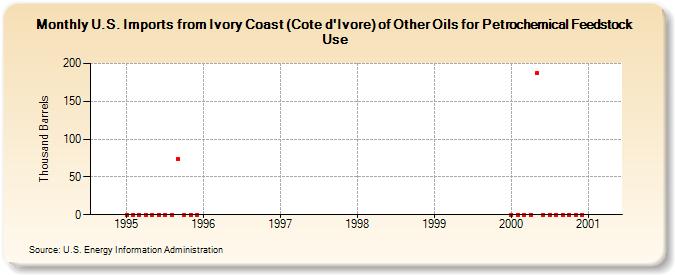 Monthly U.S. Imports from Ivory Coast (Cote d'Ivore) of Other Oils for Petrochemical Feedstock
Use
Thousand Barrels
200
150
100
50
0
1995 1996 1997 1998 1999 2000 2001
Source: U.S. Energy Information Administration